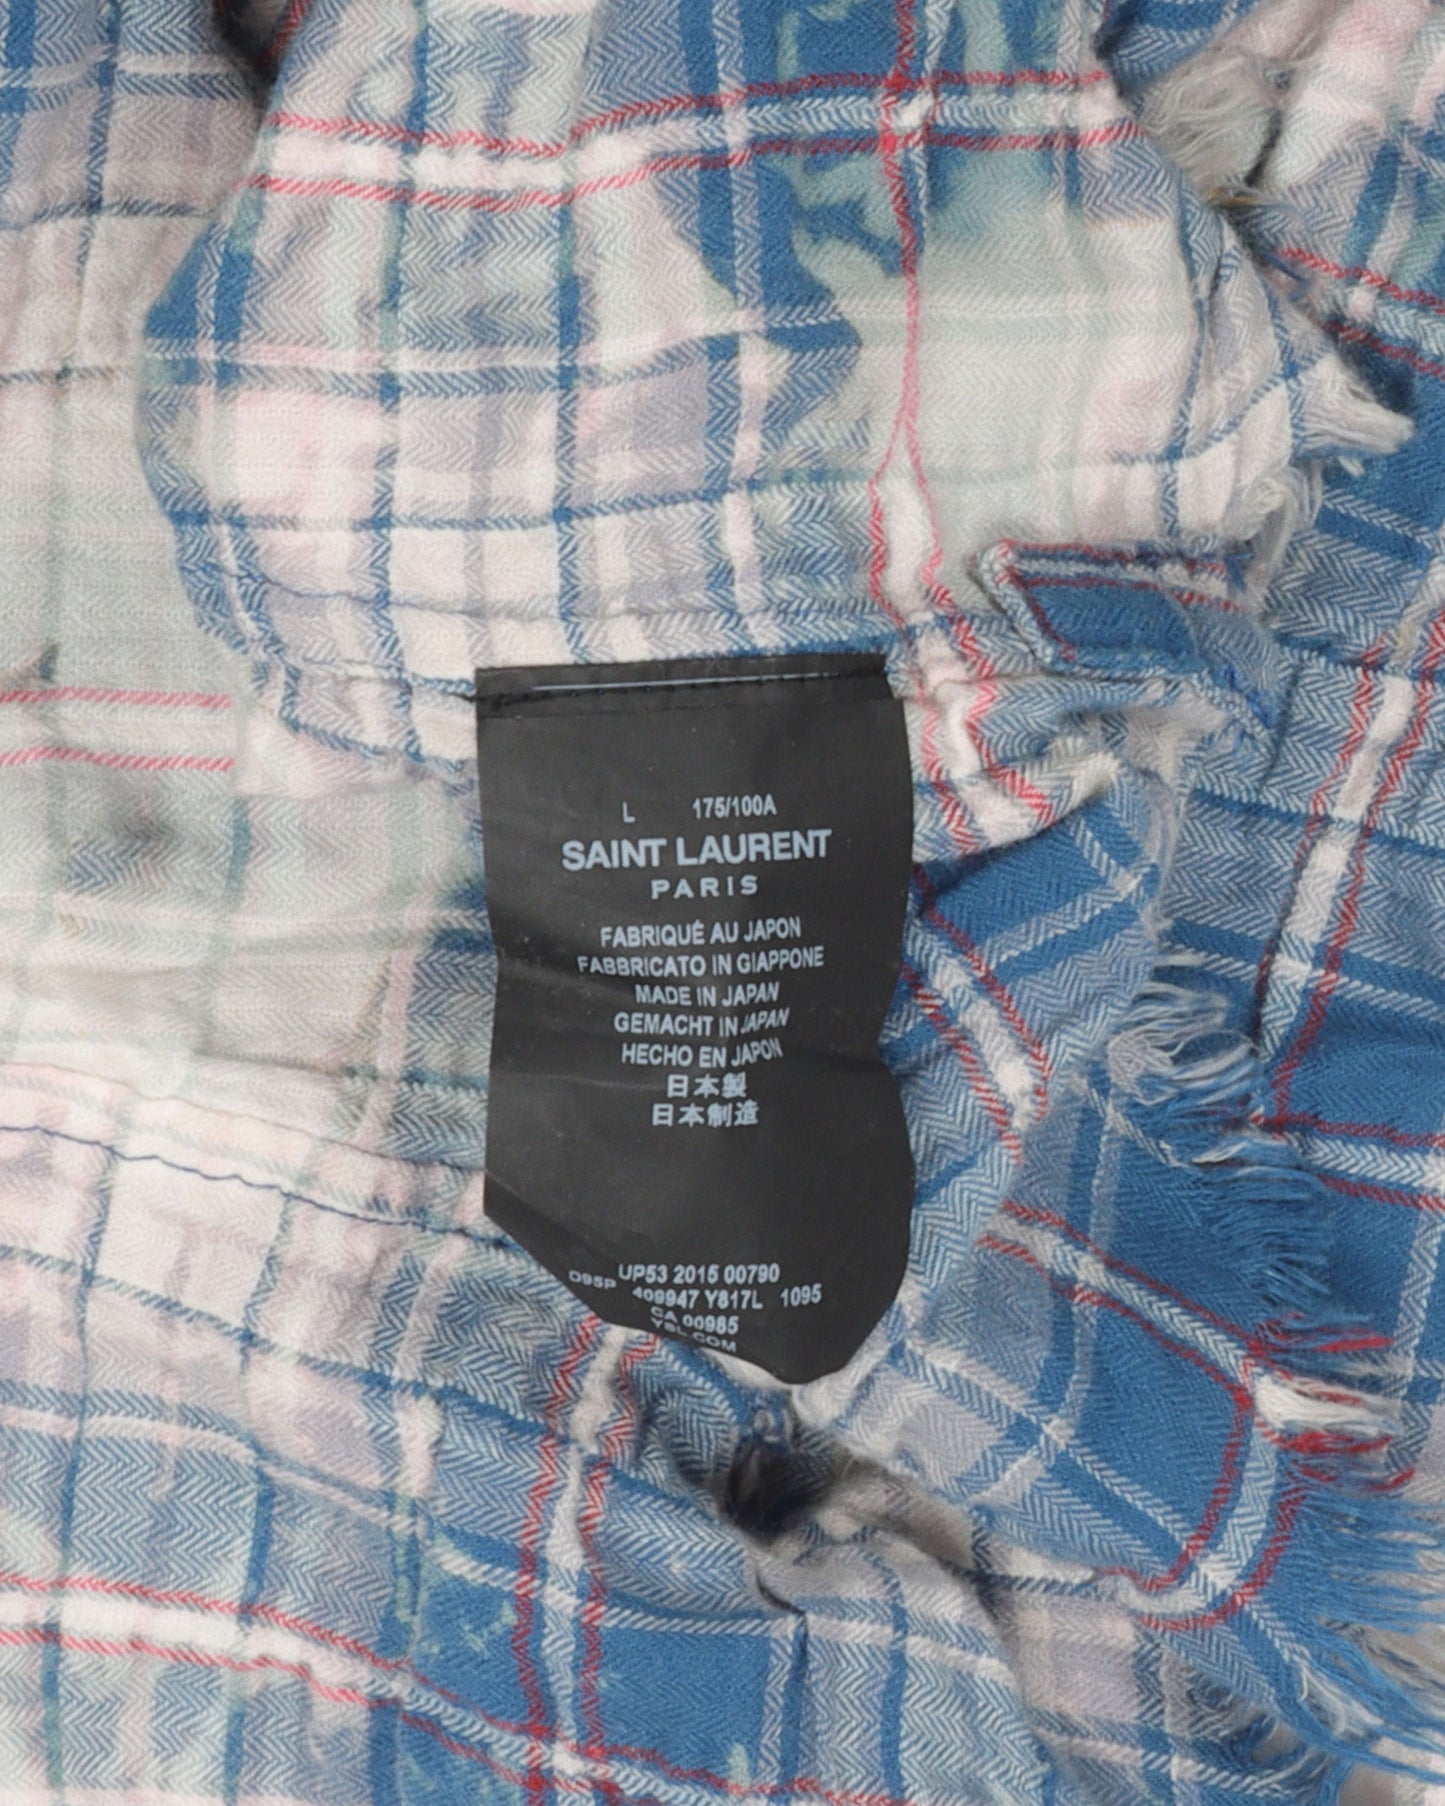 L 175/100A
SAINT LAURENT
PARIS
FABRIQUÉ AU JAPON
FABBRICATO IN GIAPPONE
MADE IN JAPAN
GEMACHT IN JAPAN
HECHO EN JAPON
日本製
日本制造
UP53 2015 00790
D95P 409947 Y817L 1095
CA 00985
YSL.COM